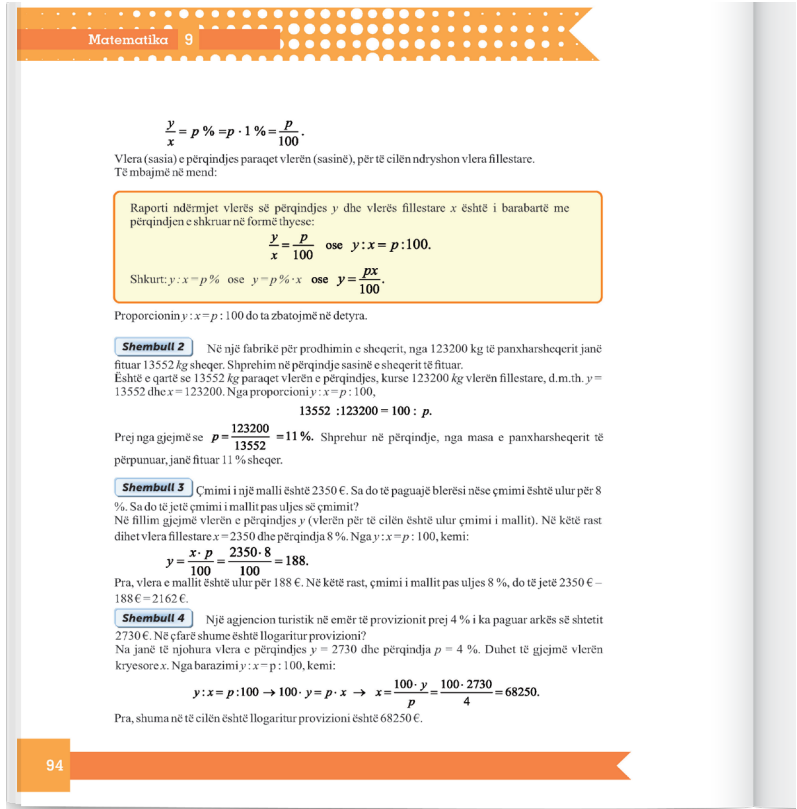 Matematika 9
y/x = p % =p · 1 %= p/100 .
Vlera (sasia) e përqindjes paraqet vlerën (sasinë), për të cilën ndryshon vlera fillestare.
Të mbajmë në mend:
Raporti ndërmjet vlerës së përqindjes y dhe vlerës fillestare x është i barabartë me
përqindjen e shkruar në formë thyese:
y/x = p/100 ose y : x = p :100.
Shkurt: y : x = p % ose y = p % · x ose y = px/100.
Proporcionin y : x = p : 100 do ta zbatojmë në detyra.
Shembull 2 Në një fabrikë për prodhimin e sheqerit, nga 123200 kg të panxharsheqerit janë
fituar 13552 kg sheqer. Shprehim në përqindje sasinë e sheqerit të fituar.
Është e qartë se 13552 kg paraqet vlerën e përqindjes, kurse 123200 kg vlerën fillestare, d.m.th. y =
13552 dhe x = 123200. Nga proporcioni y : x = p : 100,
13552 :123200 = 100 : p.
Prej nga gjejmë se p = 123200/13552 =11 %. Shprehur në përqindje, nga masa e panxharsheqerit të
përpunuar, janë fituar 11 % sheqer.
Shembull 3 Çmimi i një malli është 2350 €. Sa do të paguajë blerësi nëse çmimi është ulur për 8
%. Sa do të jetë çmimi i mallit pas uljes së çmimit?
Në fillim gjejmë vlerën e përqindjes y (vlerën për të cilën është ulur çmimi i mallit). Në këtë rast
dihet vlera fillestare x = 2350 dhe përqindja 8 %. Nga y : x = p : 100, kemi:
y = x· p/100 = 2350· 8/100 = 188.
Pra, vlera e mallit është ulur për 188 €. Në këtë rast, çmimi i mallit pas uljes 8 %, do të jetë 2350 € –
188 € = 2162 €.
Shembull 4 Një agjencion turistik në emër të provizionit prej 4 % i ka paguar arkës së shtetit
2730 €. Në çfarë shume është llogaritur provizioni?
Na janë të njohura vlera e përqindjes y = 2730 dhe përqindja p = 4 %. Duhet të gjejmë vlerën
kryesore x. Nga barazimi y : x = p : 100, kemi:
y : x = p :100 → 100· y = p· x → x = 100· y/p = 100· 2730/4 = 68250.
Pra, shuma në të cilën është llogaritur provizioni është 68250 €.
94